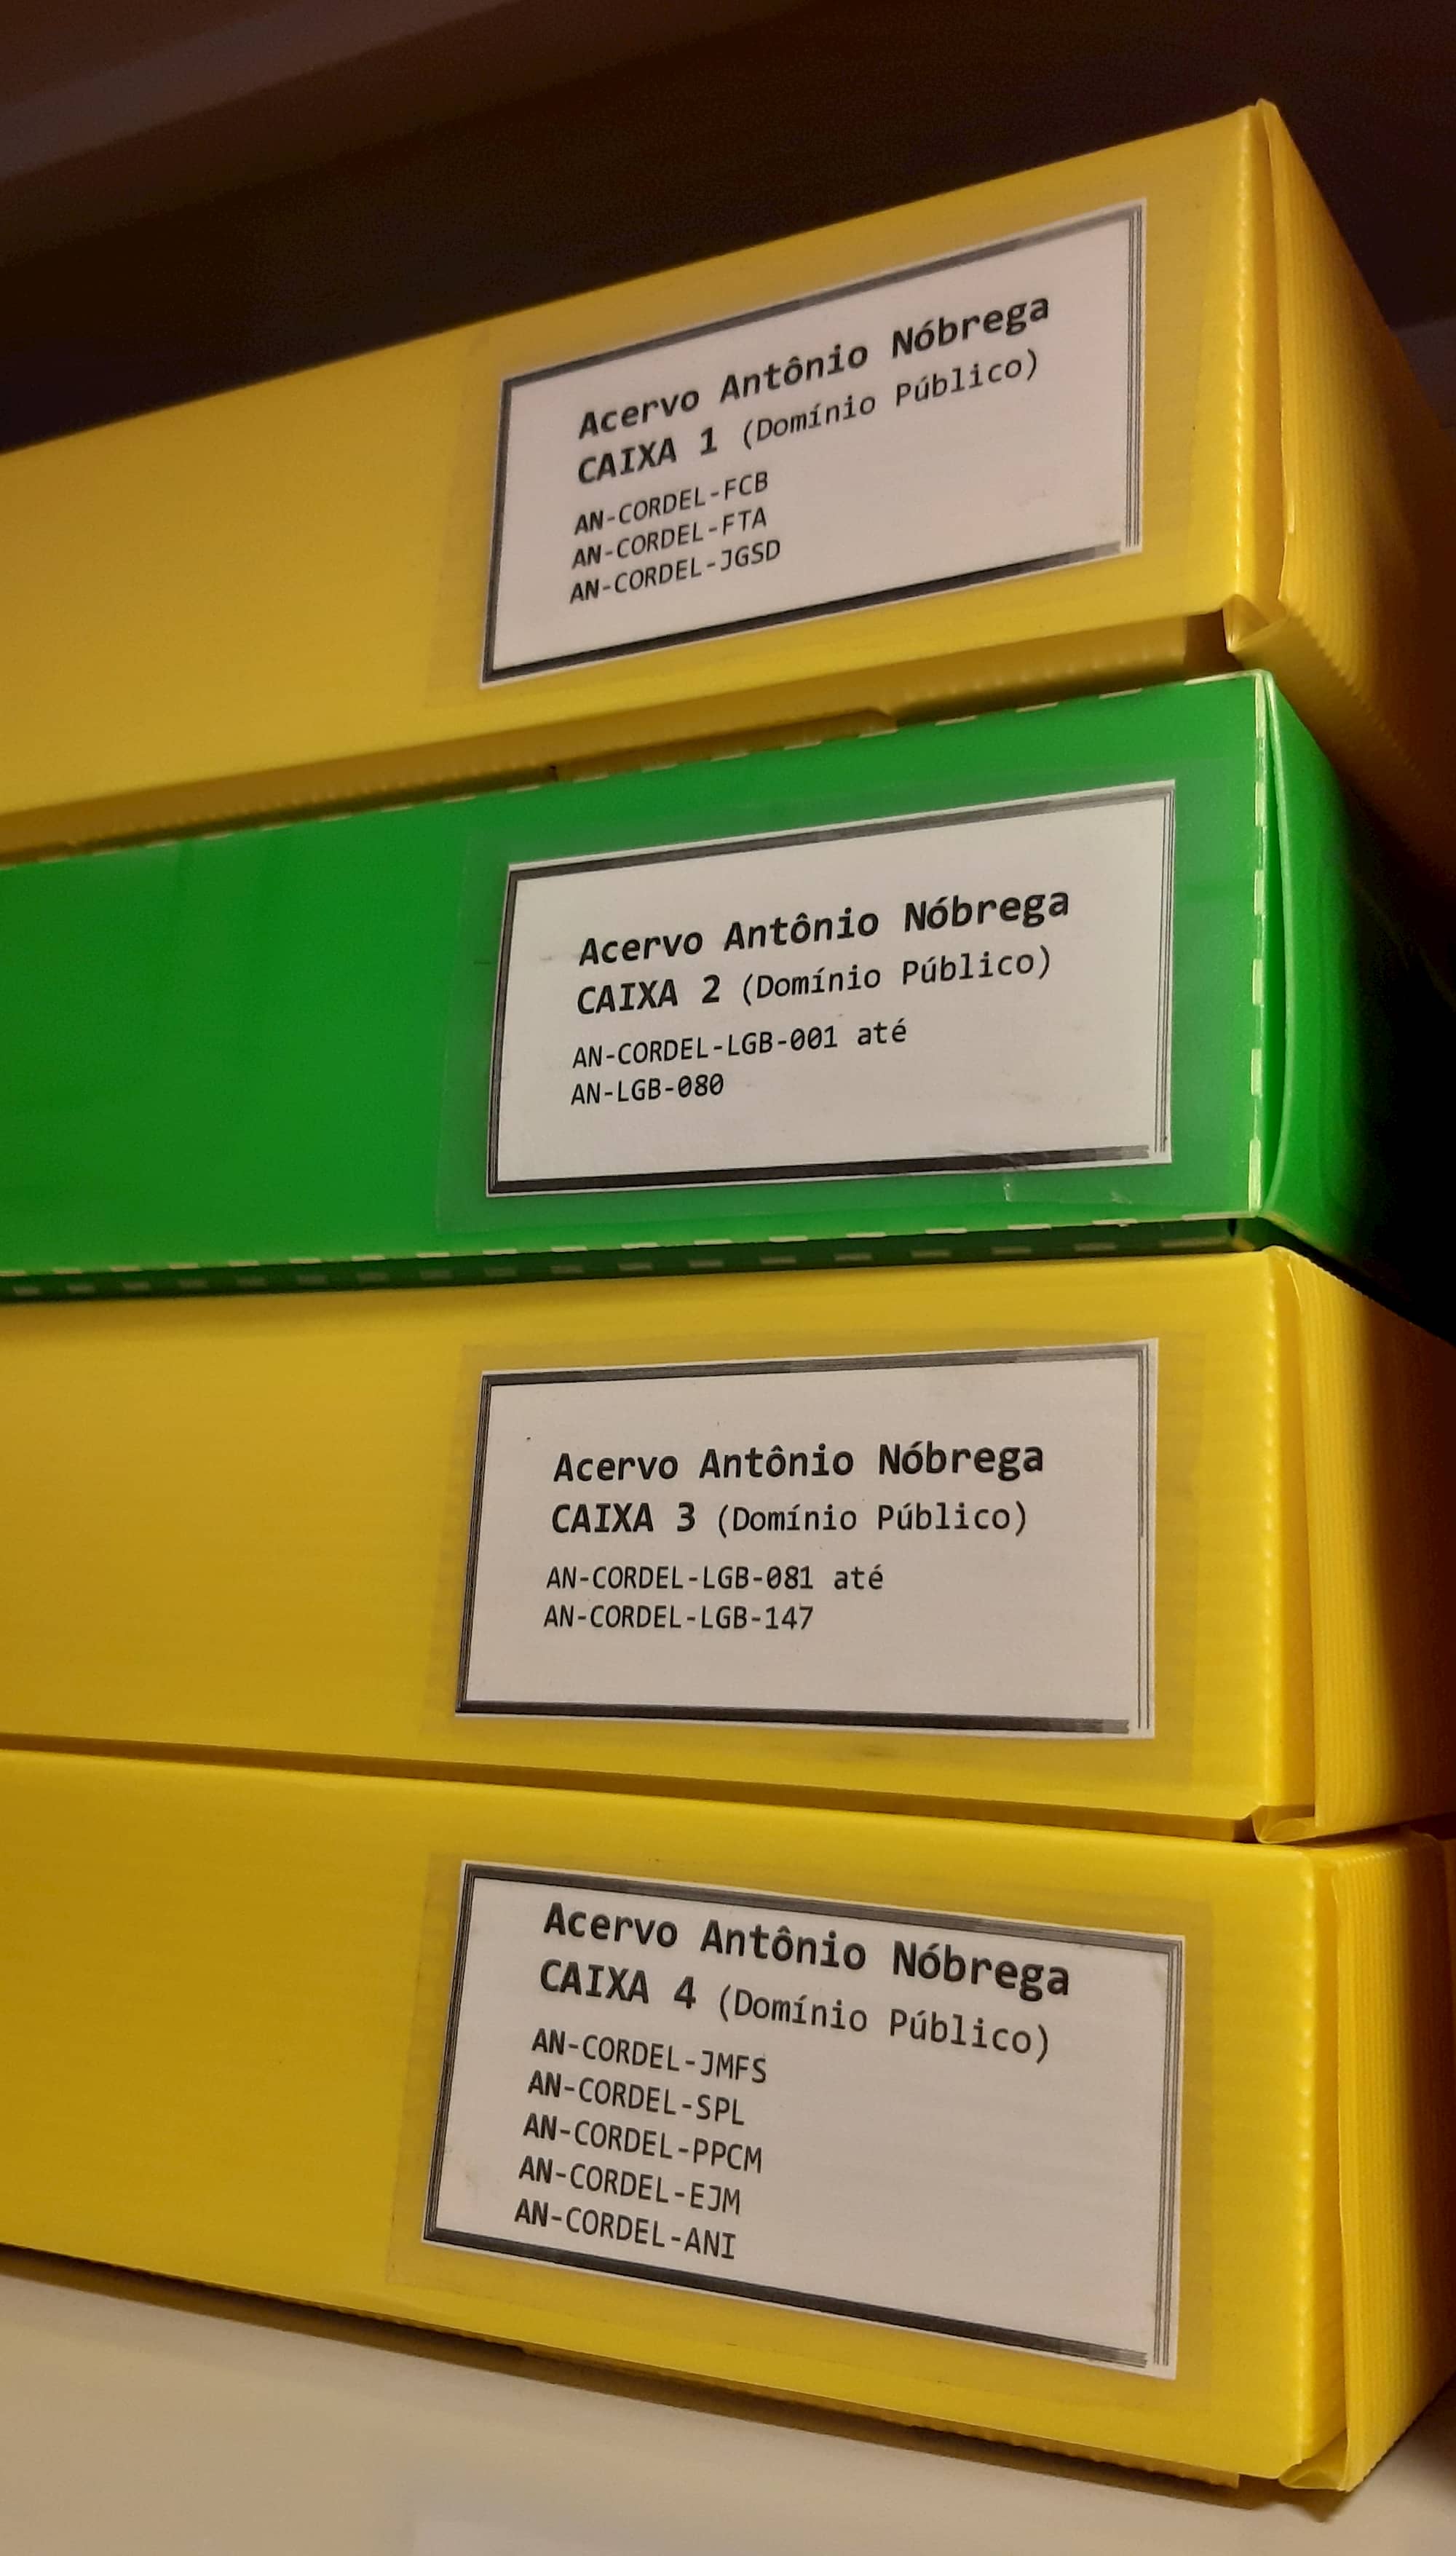 Acervo Antônio Nóbrega
CAIXA 1 (Domínio Público)
AN-CORDEL-FCB
AN-CORDEL-FTA
AN-CORDEL-JGSD
Acervo Antônio Nóbrega
CAIXA 2 (Domínio Público)
AN-CORDEL-LGB-001 até
AN-LGB-080
Acervo Antônio Nóbrega
CAIXA 3 (Domínio Público)
AN-CORDEL-LGB-081 até
AN-CORDEL-LGB-147
Acervo Antônio Nóbrega
CAIXA 4 (Domínio Público)
AN-CORDEL-JMFS
AN-CORDEL-SPL
AN-CORDEL-PPCM
AN-CORDEL-EJM
AN-CORDEL-ANI